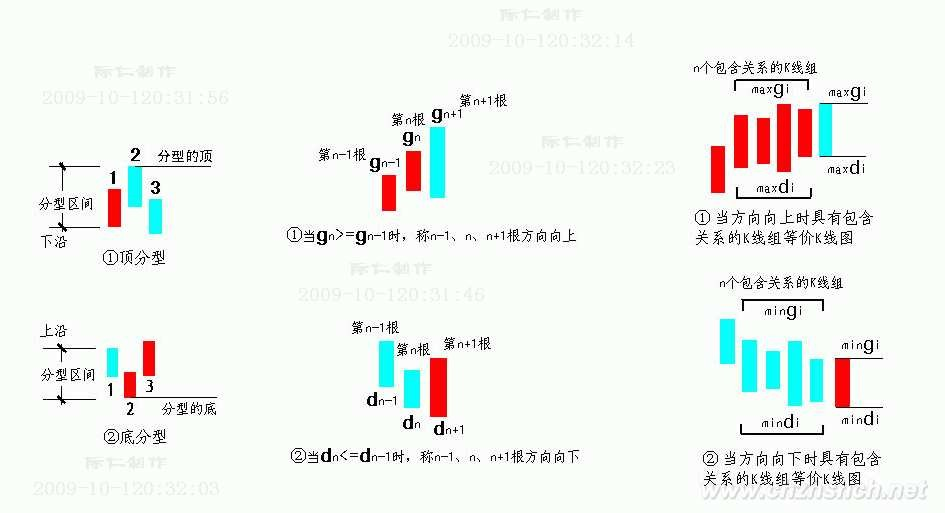 际仁制作
2009-10-120:32:14
际仁制作
2009-10-120:31:56
2
分型的顶
1
3
分型区间
下沿
①顶分型
第n+1根
第n根
gn+1
gn
第n-1根
gn-1
际仁制作
2009-10-120:32:23
①当gn>=gn-1时，称n-1、n、n+1根方向向上
n个包含关系的K线组
maxgi
maxgi
maxdi
maxdi
① 当方向向上时具有包含
关系的K线组等价K线图
际仁制作
2009-10-120:31:46
上沿
分型区间
1
3
2
分型的底
②底分型
际仁制作
2009-10-120:32:03
第n-1根
第n根
第n+1根
dn-1
dn
dn+1
②当dn<=dn-1时，称n-1、n、n+1根方向向下
n个包含关系的K线组
mingi
mingi
mindi
mindi
② 当方向向下时具有包含
关系的K线组等价K线图
www.cnzhshch.net